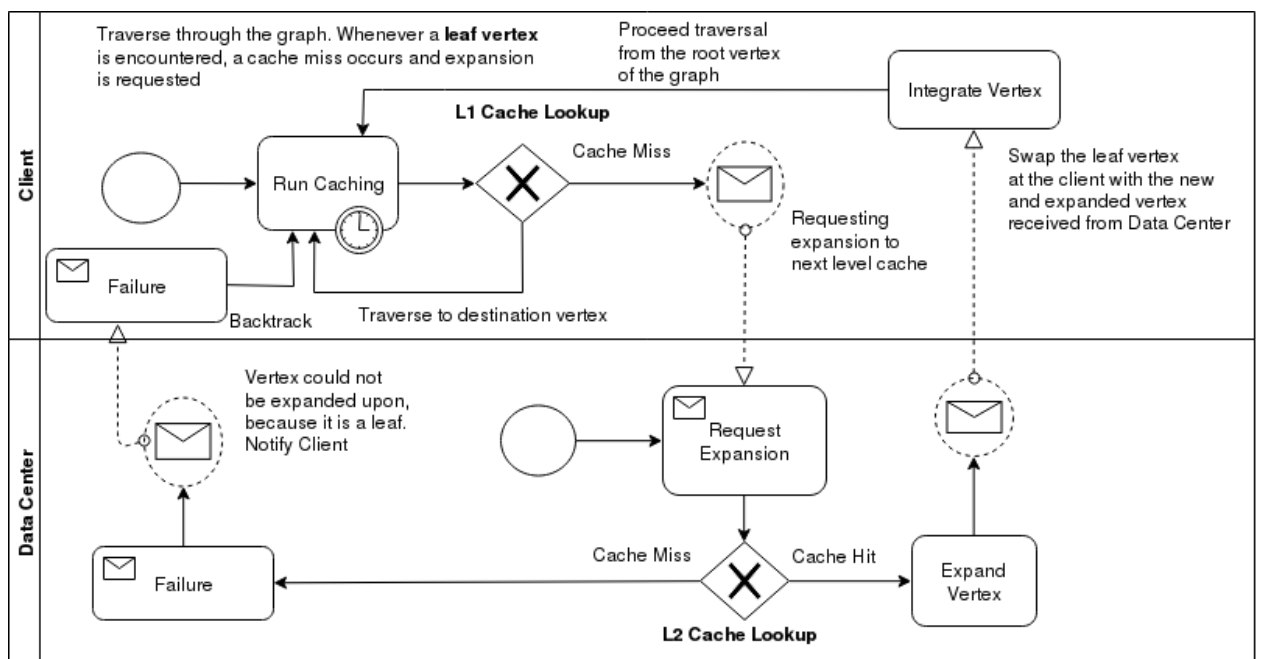 Client
Traverse through the graph. Whenever a leaf vertex
is encountered, a cache miss occurs and expansion
is requested
Proceed traversal
from the root vertex
of the graph
Integrate Vertex
L1 Cache Lookup
Run Caching
Cache Miss
Swap the leaf vertex
at the client with the new
and expanded vertex
received from Data Center
Requesting
expansion to
next level cache
Failure
Backtrack
Traverse to destination vertex
Data Center
Vertex could not
be expanded upon,
because it is a leaf.
Notify Client
Request
Expansion
Cache Miss
Cache Hit
Expand
Vertex
Failure
L2 Cache Lookup